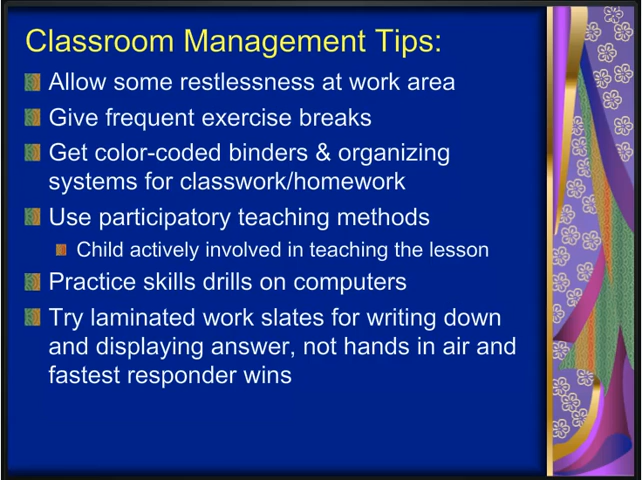 Classroom Management Tips:
Allow some restlessness at work area
Give frequent exercise breaks
Get color-coded binders & organizing
systems for classwork/homework
Use participatory teaching methods
Child actively involved in teaching the lesson
Practice skills drills on computers
Try laminated work slates for writing down
and displaying answer, not hands in air and
fastest responder wins